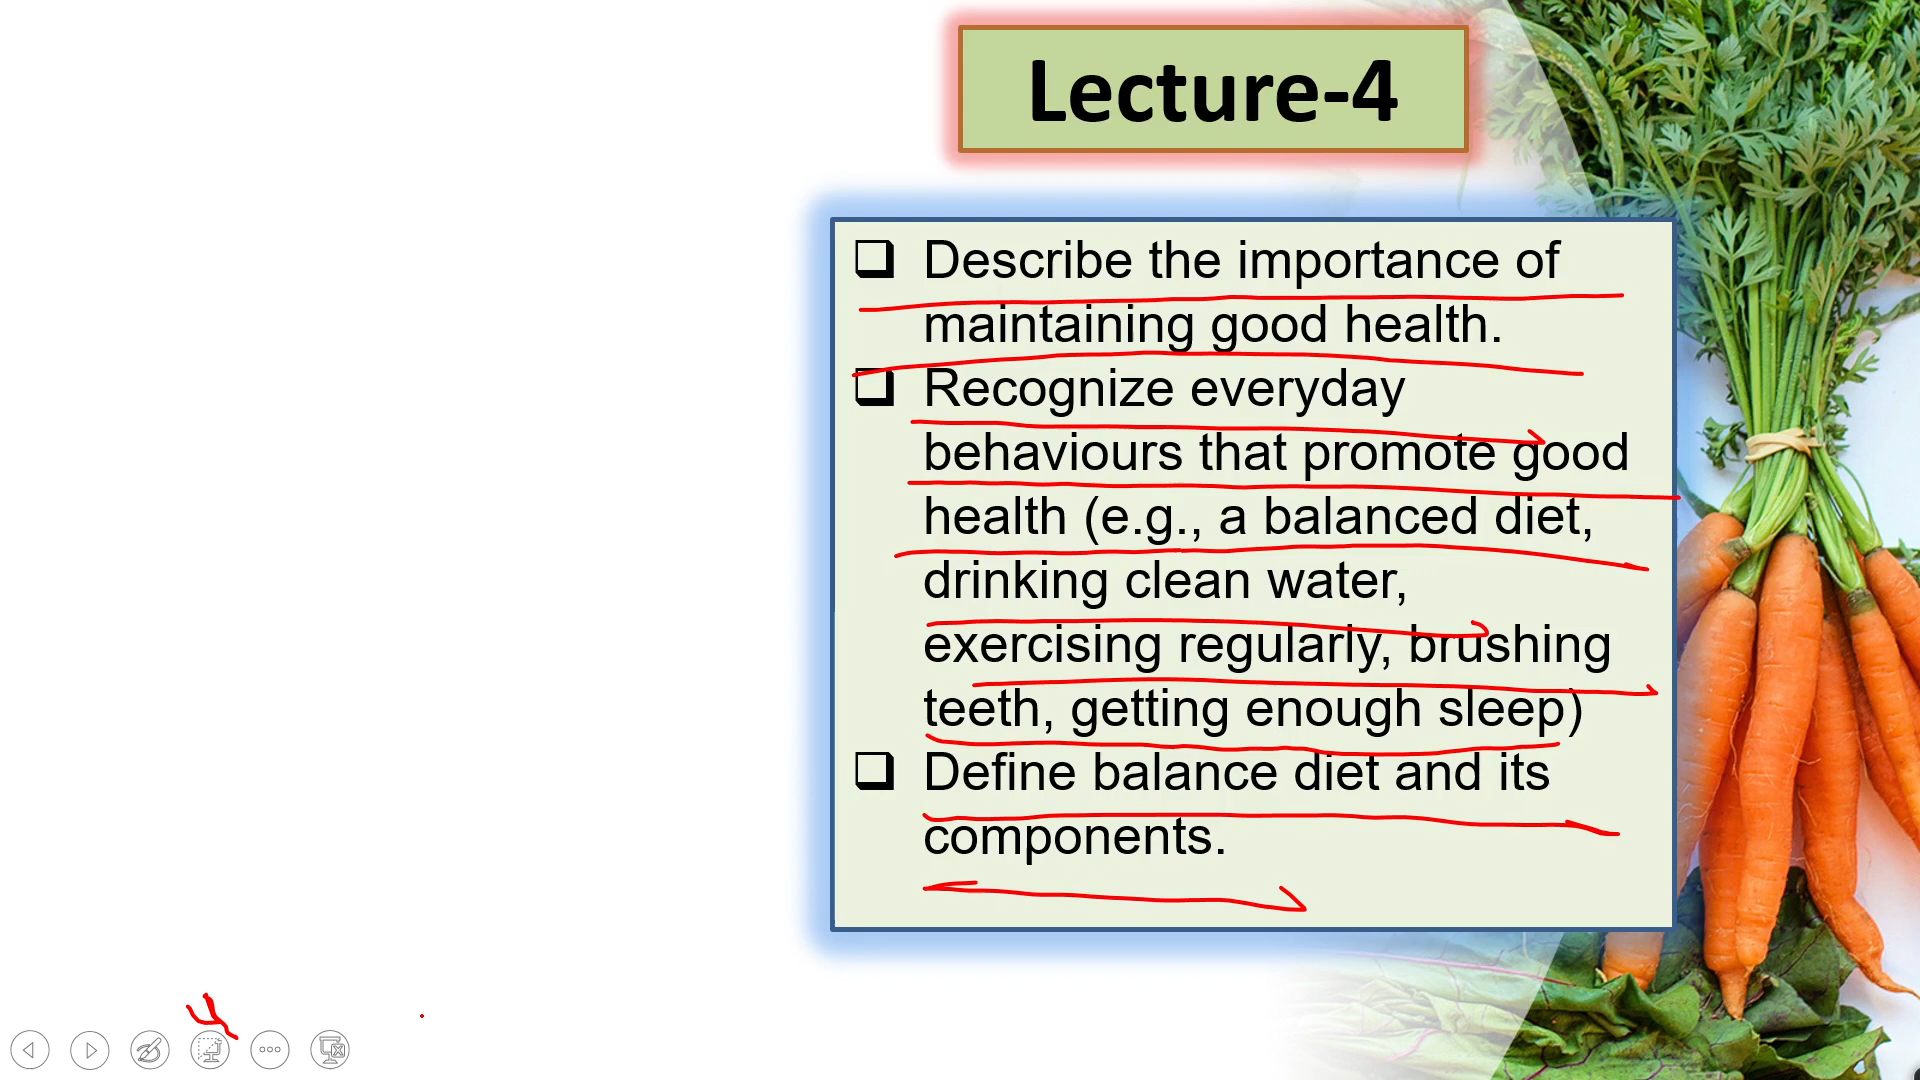 Lecture-4
❑ Describe the importance of
maintaining good health.
❑ Recognize everyday
behaviours that promote good
health (e.g., a balanced diet,
drinking clean water,
exercising regularly, brushing
teeth, getting enough sleep)
❑ Define balance diet and its
components.